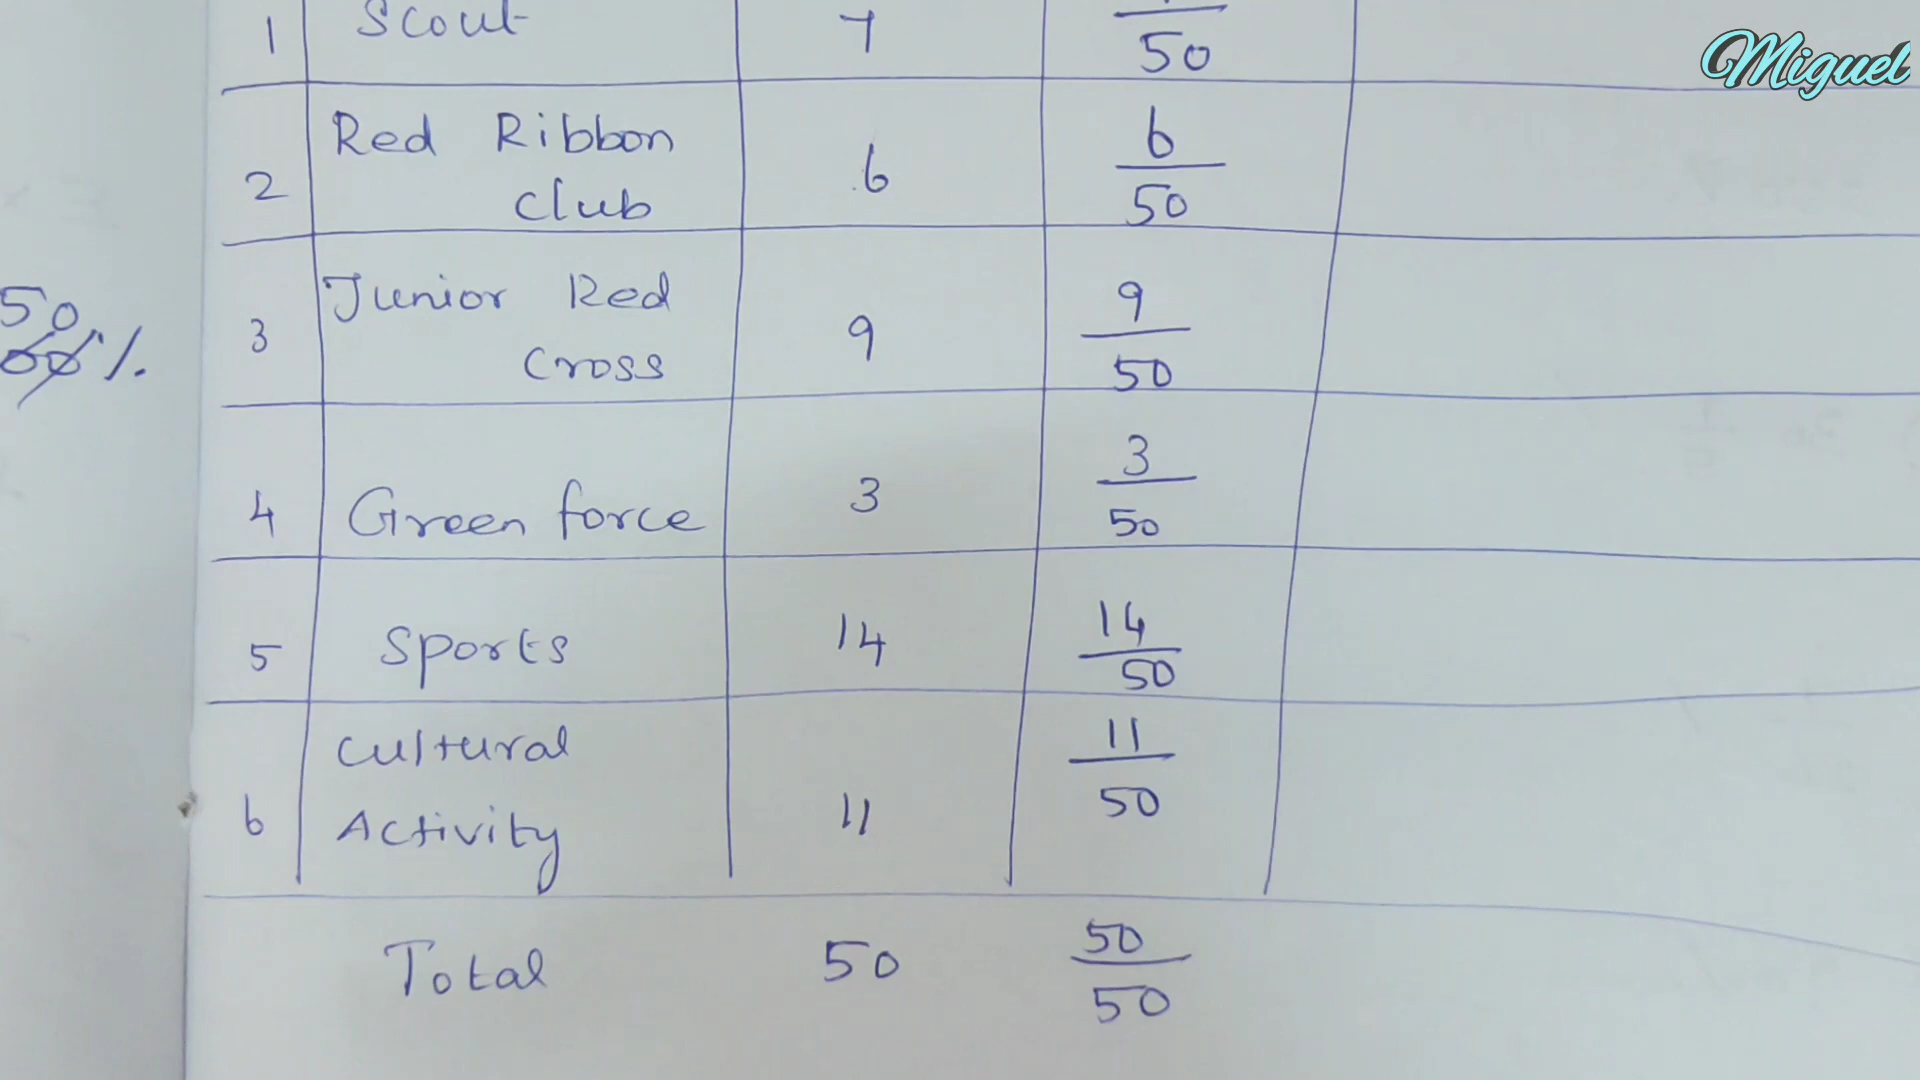 1 Scout 7 50
Miguel
2 Red Ribbon Club 6 6/50
3 Junior Red Cross 9 9/50
50
4 Green force 3 3/50
5 Sports 14 14/50
6 Cultural Activity 11 11/50
Total 50 50/50